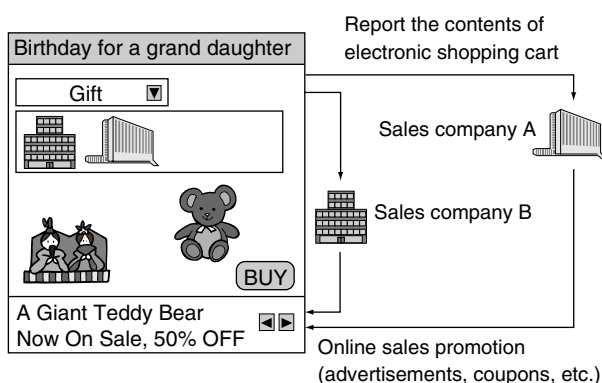 Report the contents of
electronic shopping cart
Birthday for a grand daughter
Gift
Sales company A
Sales company B
BUY
A Giant Teddy Bear
Now On Sale, 50% OFF
Online sales promotion
(advertisements, coupons, etc.)